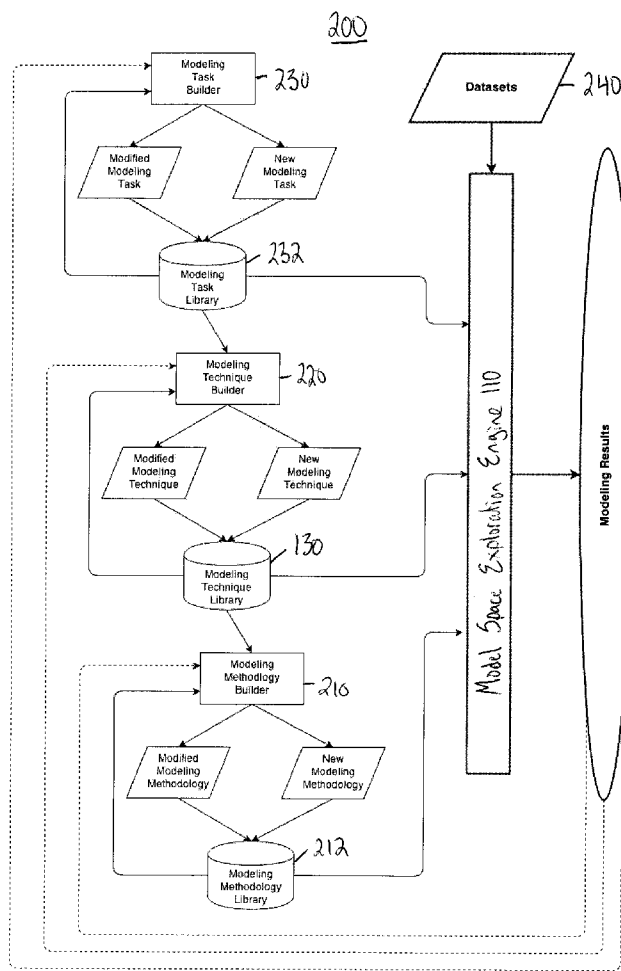 200
Modeling
Task
Builder
230
Datasets
240
Modified
Modeling
Task
New
Modeling
Task
232
Modeling
Task
Library
Modeling
Technique
Builder
220
Modified
Modeling
Technique
New
Modeling
Technique
130
Modeling
Technique
Library
Modeling
Methodlogy
Builder
210
Modified
Modeling
Methodology
New
Modeling
Methodology
212
Modeling
Methodology
Library
Model Space Exploration Engine 110
Modeling Results